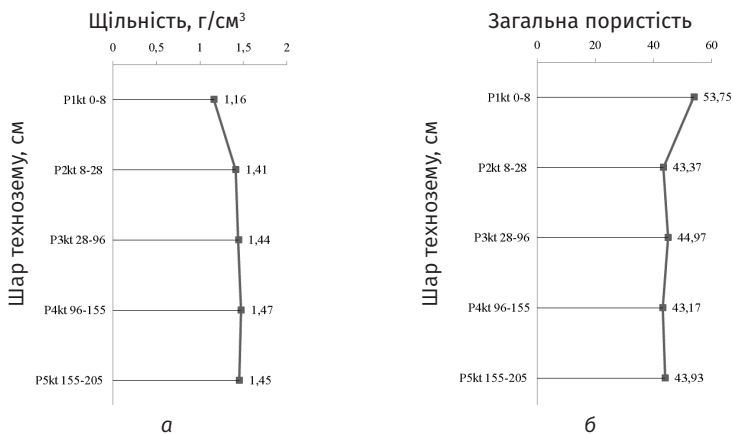 Щільність, г/см³
0 0,5 1 1,5 2
Шар технозему, см
P1kt 0-8 1,16
P2kt 8-28 1,41
P3kt 28-96 1,44
P4kt 96-155 1,47
P5kt 155-205 1,45
а
Загальна пористість
0 20 40 60
Шар технозему, см
P1kt 0-8 53,75
P2kt 8-28 43,37
P3kt 28-96 44,97
P4kt 96-155 43,17
P5kt 155-205 43,93
б